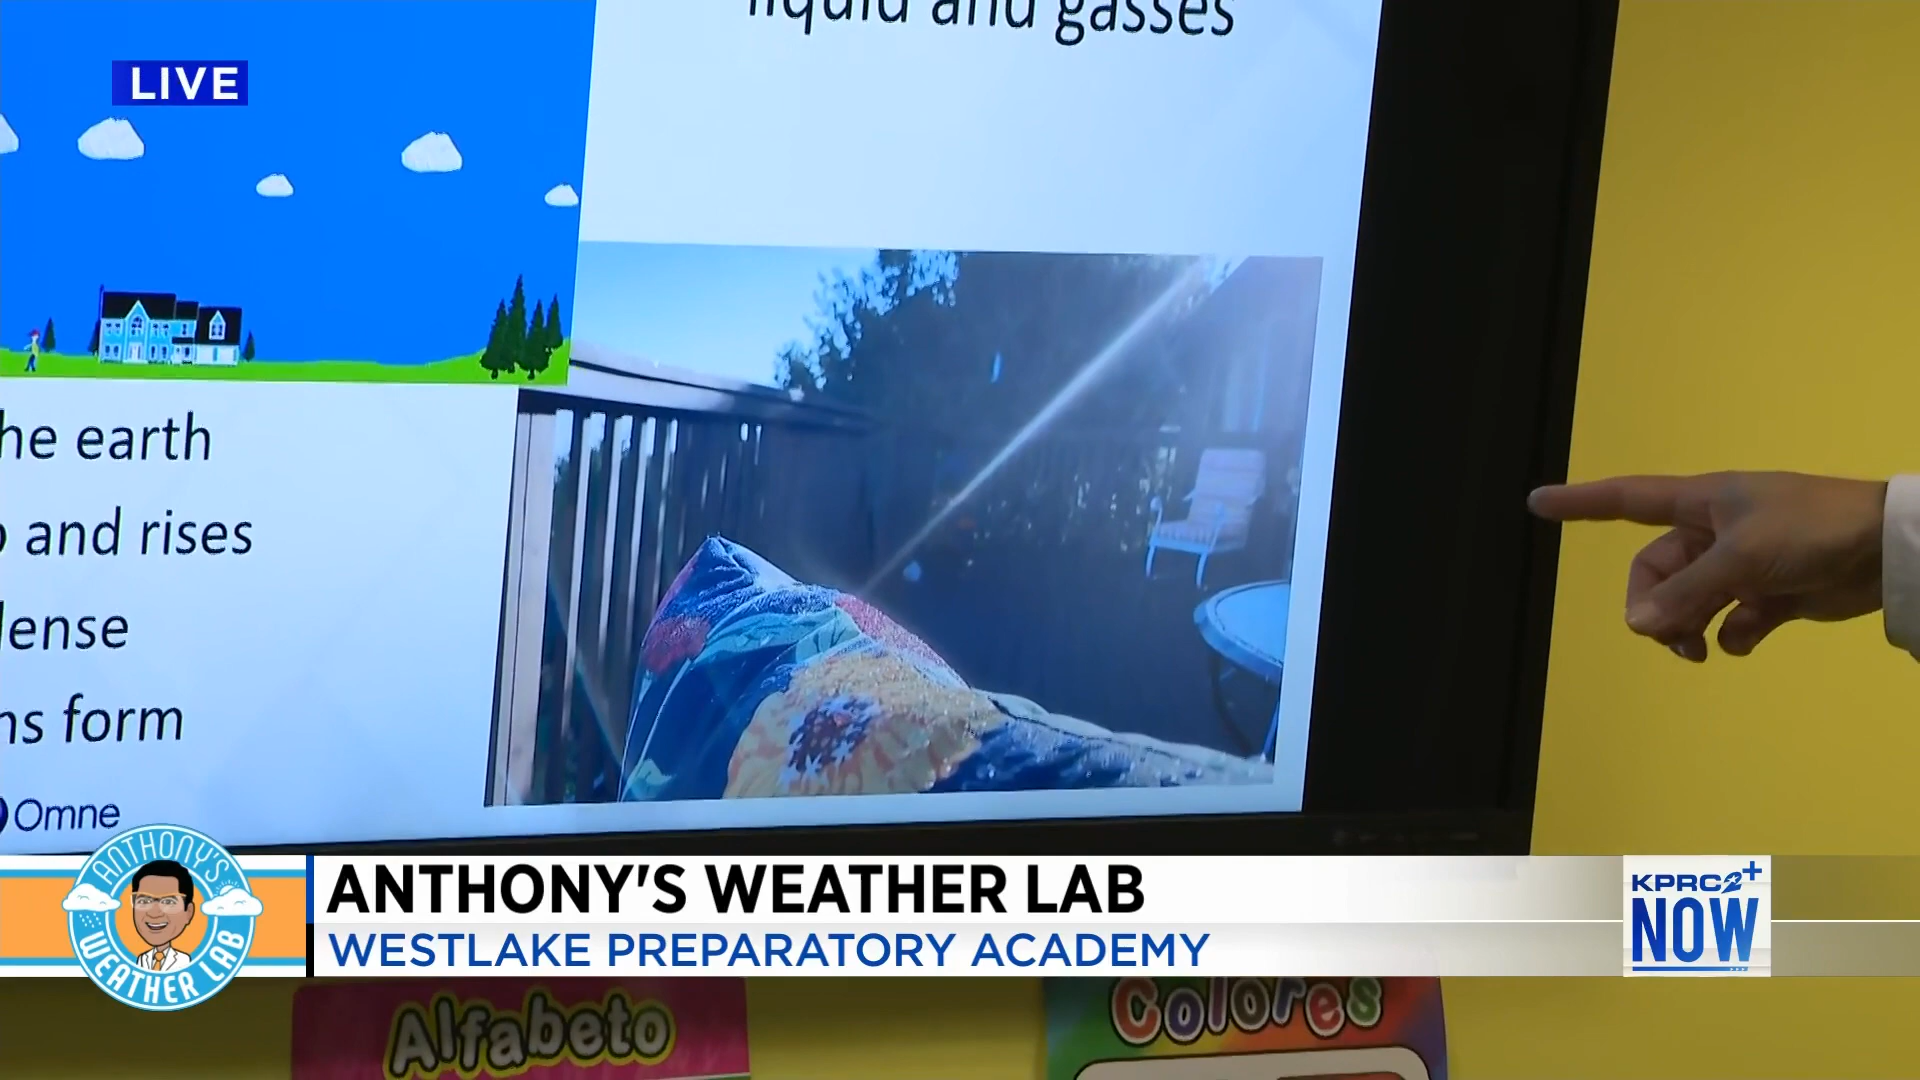 liquid and gasses
LIVE
he earth
and rises
ense
ns form
Omne
ANTHONY'S WEATHER LAB
ANTHONY'S WEATHER LAB
WESTLAKE PREPARATORY ACADEMY
KPRC2+
NOW
Alfabeto
Colores